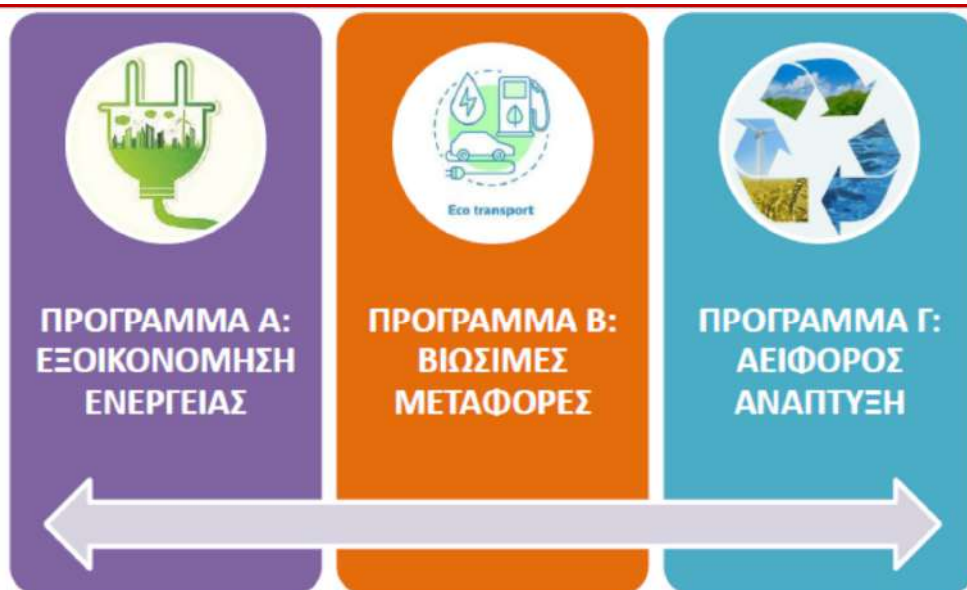 Eco transport
ΠΡΟΓΡΑΜΜΑ Α:
ΕΞΟΙΚΟΝΟΜΗΣΗ
ΕΝΕΡΓΕΙΑΣ
ΠΡΟΓΡΑΜΜΑ Β:
ΒΙΩΣΙΜΕΣ
ΜΕΤΑΦΟΡΕΣ
ΠΡΟΓΡΑΜΜΑ Γ:
ΑΕΙΦΟΡΟΣ
ΑΝΑΠΤΥΞΗ